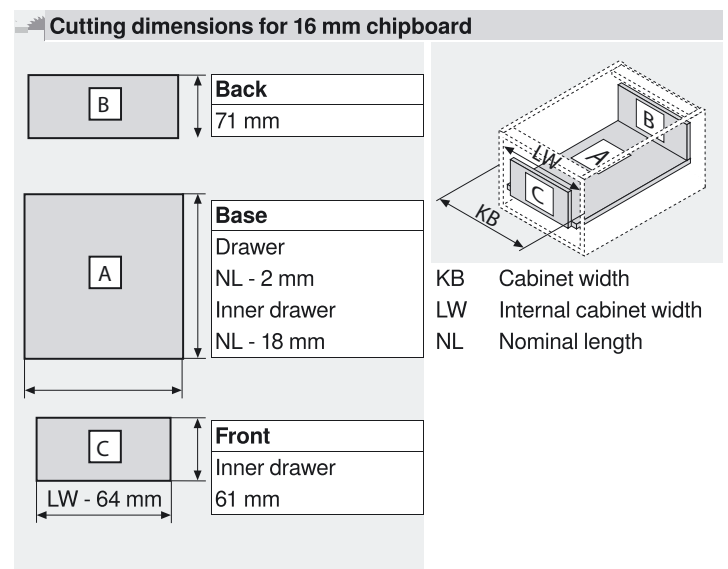 Cutting dimensions for 16 mm chipboard
B
Back
71 mm
A
Base
Drawer
NL - 2 mm
Inner drawer
NL - 18 mm
C
LW - 64 mm
Front
Inner drawer
61 mm
B
A
LW
C
KB
KB Cabinet width
LW Internal cabinet width
NL Nominal length